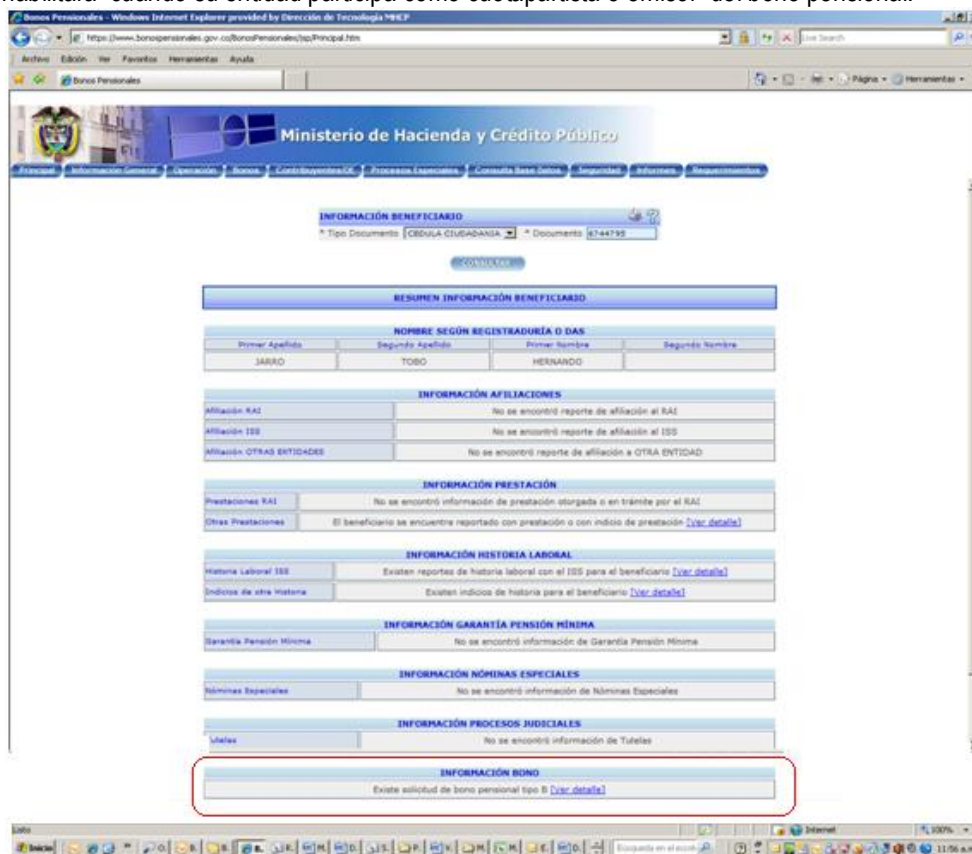 habilitará cuando su entidad participa como cuotapartista o emisor del bono pensional.
Bonos Pensionales - Windows Internet Explorer provided by Dirección de Tecnología MHCP
https://www.bonospensionales.gov.co/BonosPensionales/jsp/Principal.htm
Live Search
Archivo Edición Ver Favoritos Herramientas Ayuda
Bonos Pensionales
Página Herramientas
Ministerio de Hacienda y Crédito Público
Principal Información General Operación Bonos Contribuyentes/OE Procesos Especiales Consulta Base Datos Seguridad Informes Requerimientos
INFORMACIÓN BENEFICIARIO
* Tipo Documento CEDULA CIUDADANIA * Documento 6744795
CONSULTAR
RESUMEN INFORMACIÓN BENEFICIARIO
NOMBRE SEGÚN REGISTRADURÍA O DAS
Primer Apellido Segundo Apellido Primer Nombre Segundo Nombre
JARRO TOBO HERNANDO
INFORMACIÓN AFILIACIONES
Afiliación RAI No se encontró reporte de afiliación al RAI
Afiliación ISS No se encontró reporte de afiliación al ISS
Afiliación OTRAS ENTIDADES No se encontró reporte de afiliación a OTRA ENTIDAD
INFORMACIÓN PRESTACIÓN
Prestaciones RAI No se encontró información de prestación otorgada o en trámite por el RAI
Otras Prestaciones El beneficiario se encuentra reportado con prestación o con indicio de prestación [Ver detalle]
INFORMACIÓN HISTORIA LABORAL
Historia Laboral ISS Existen reportes de historia laboral con el ISS para el beneficiario [Ver detalle]
Indicios de otra Historia Existen indicios de historia para el beneficiario [Ver detalle]
INFORMACIÓN GARANTÍA PENSIÓN MÍNIMA
Garantía Pensión Mínima No se encontró información de Garantía Pensión Mínima
INFORMACIÓN NÓMINAS ESPECIALES
Nóminas Especiales No se encontró información de Nóminas Especiales
INFORMACIÓN PROCESOS JUDICIALES
Tutelas No se encontró información de Tutelas
INFORMACIÓN BONO
Existe solicitud de bono pensional tipo B [Ver detalle]
Listo Internet 100%
Inicio 11:56 a.m.